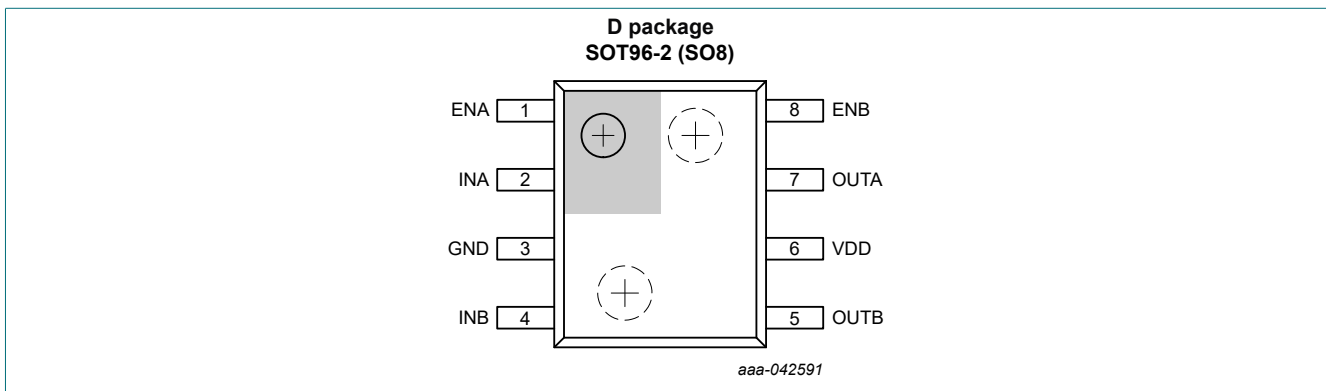 D package
SOT96-2 (SO8)
ENA 1 8 ENB
INA 2 7 OUTA
GND 3 6 VDD
INB 4 5 OUTB
aaa-042591